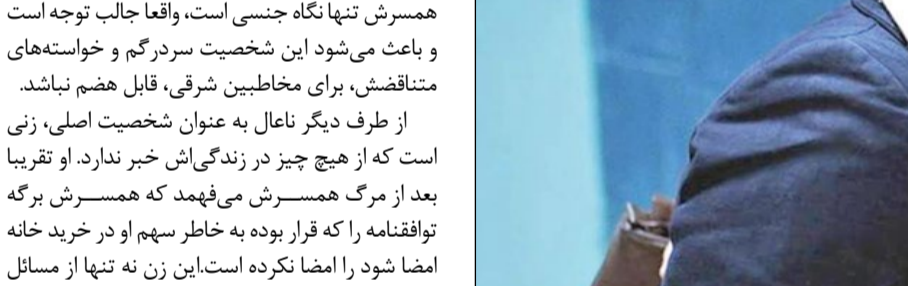 همسرش تنها نگاه جنسی است، واقعا جالب توجه است
و باعث می‌شود این شخصیت سردرگم و خواسته‌های
متناقضش، برای مخاطبین شرقی، قابل هضم نباشد.
از طرف دیگر ناعال به عنوان شخصیت اصلی، زنی
است که از هیچ چیز در زندگی‌اش خبر ندارد. او تقریبا
بعد از مرگ همسرش می‌فهمد که همسرش برگه
توافقنامه را که قرار بوده به خاطر سهم او در خرید خانه
امضا شود را امضا نکرده است.این زن نه تنها از مسائل